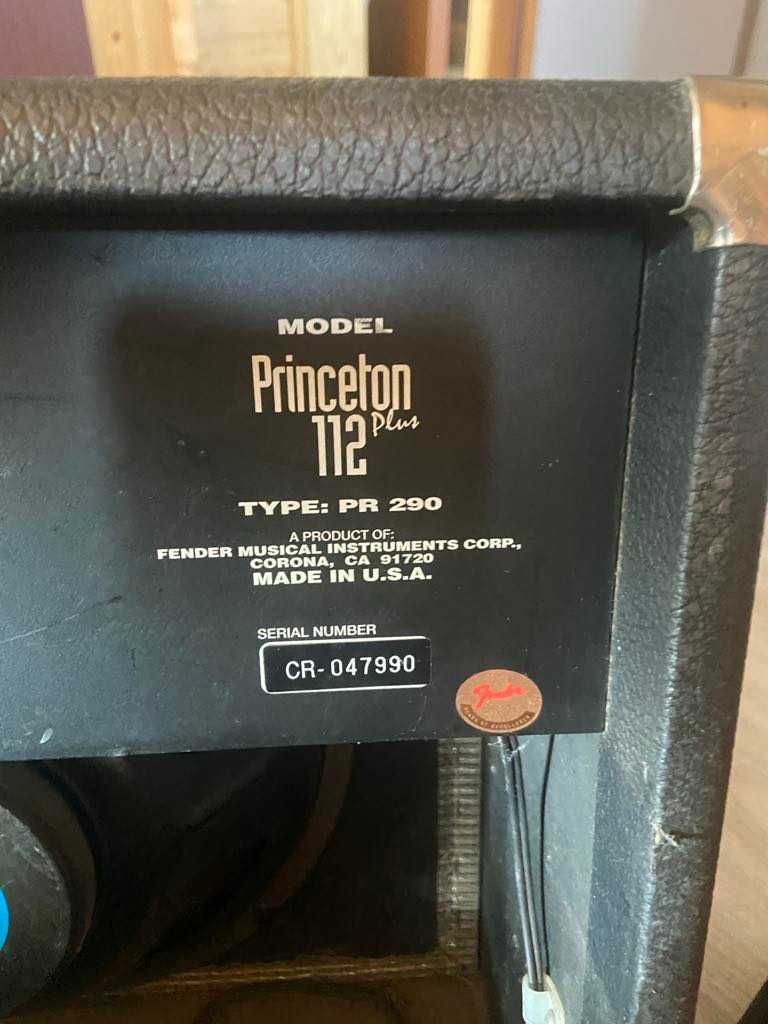 MODEL
Princeton
112 Plus
TYPE: PR 290
A PRODUCT OF:
FENDER MUSICAL INSTRUMENTS CORP.,
CORONA, CA 91720
MADE IN U.S.A.
SERIAL NUMBER
CR-047990
Fender